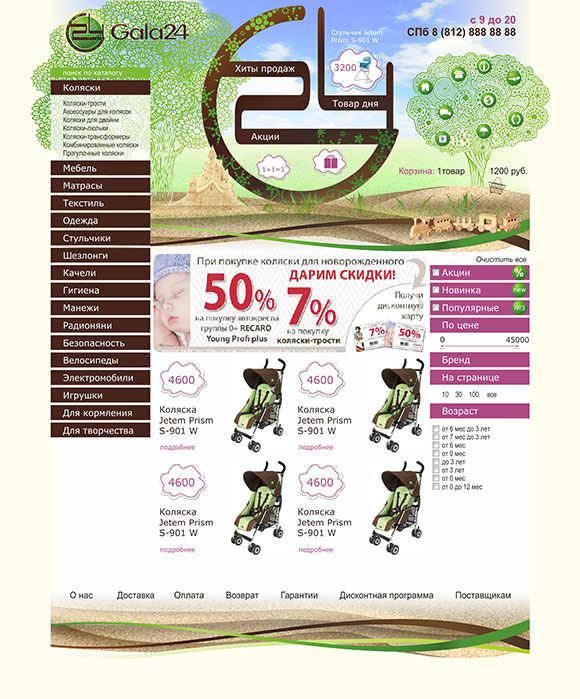 Gala24
с 9 до 20
СПб 8 (812) 888 88 88
Стульчик Jetem
Prism S-901 W
3200
Хиты продаж
Товар дня
Акции
1+1=3
Корзина: 1товар
1200 руб.
поиск по каталогу
Коляски
Коляски-трости
Аксессуары для колясок
Коляски для двойни
Коляски-люльки
Коляски-трансформеры
Комбинированные коляски
Прогулочные коляски
Мебель
Матрасы
Текстиль
Одежда
Стульчики
Шезлонги
Качели
Гигиена
Манежи
Радионяни
Безопасность
Велосипеды
Электромобили
Игрушки
Для кормления
Для творчества
При покупке коляски для новорожденного
ДАРИМ СКИДКИ!
50%
на покупку автокресла
группы 0+ RECARO
Young Profi plus
7%
на покупку
коляски-трости
Получи
дисконтную
карту
7%
50%
Очистить все
Акции
%
Новинка
new
Популярные
№1
По цене
0
45000
Бренд
На странице
10 30 100 все
Возраст
от 6 мес до 3 лет
от 7 мес до 3 лет
от 6 мес
от 0 мес
до 3 лет
от 3 лет
от 0 мес
от 0 до 12 мес
4600
Коляска
Jetem Prism
S-901 W
подробнее
4600
Коляска
Jetem Prism
S-901 W
подробнее
4600
Коляска
Jetem Prism
S-901 W
подробнее
4600
Коляска
Jetem Prism
S-901 W
подробнее
О нас
Доставка
Оплата
Возврат
Гарантии
Дисконтная программа
Поставщикам